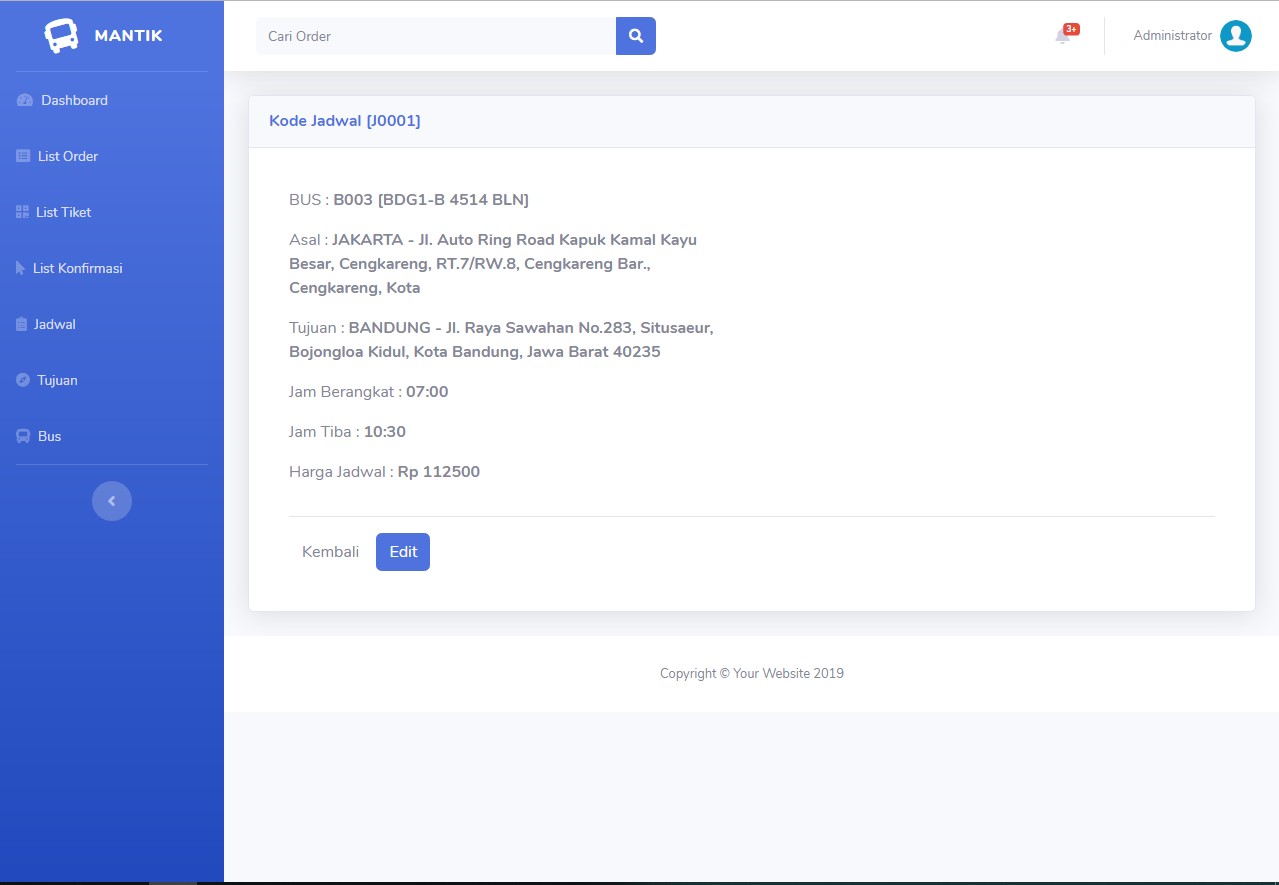 MANTIK
Dashboard
List Order
List Tiket
List Konfirmasi
Jadwal
Tujuan
Bus
Cari Order
3+
Administrator
Kode Jadwal [J0001]
BUS : B003 [BDG1-B 4514 BLN]
Asal : JAKARTA - Jl. Auto Ring Road Kapuk Kamal Kayu
Besar, Cengkareng, RT.7/RW.8, Cengkareng Bar.,
Cengkareng, Kota
Tujuan : BANDUNG - Jl. Raya Sawahan No.283, Situsaeur,
Bojongloa Kidul, Kota Bandung, Jawa Barat 40235
Jam Berangkat : 07:00
Jam Tiba : 10:30
Harga Jadwal : Rp 112500
Kembali Edit
Copyright © Your Website 2019